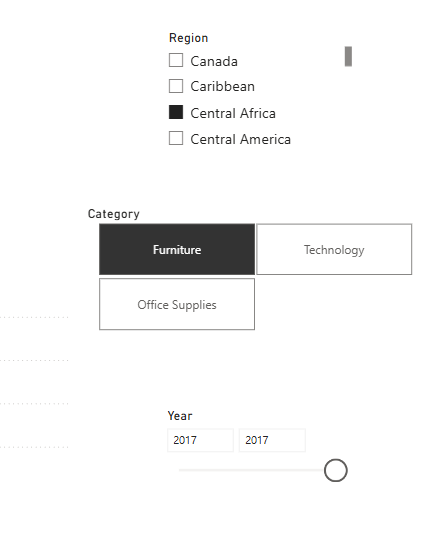 Region
Canada
Caribbean
Central Africa
Central America
Category
Furniture
Technology
Office Supplies
Year
2017 2017